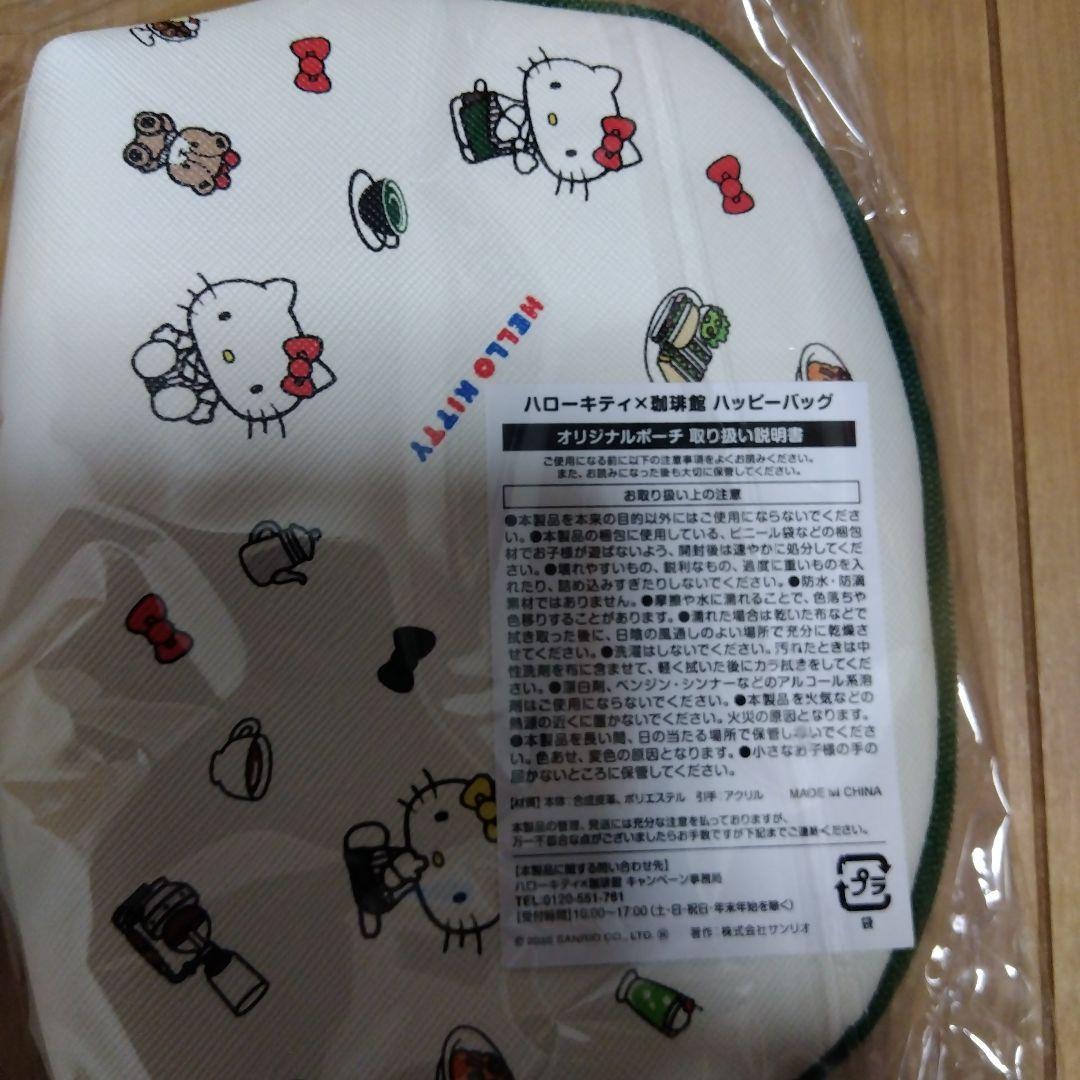 HELLO KITTY
ハローキティ×珈琲館 ハッピーバッグ
オリジナルポーチ 取り扱い説明書
ご使用になる前に以下の注意事項をよくお読みください。
また、お読みになった後も大切に保管してください。
お取り扱い上の注意
●本製品を本来の目的以外にはご使用にならないでくださ
い。●本製品の梱包に使用している、ビニール袋などの梱包
材でお子様が遊ばないよう、開封後は速やかに処分してくだ
さい。●壊れやすいもの、鋭利なもの、過度に重いものを入
れたり、詰め込みすぎたりしないでください。●防水・防滴
素材ではありません。●摩擦や水に濡れることで、色落ちや
色移りすることがあります。●濡れた場合は乾いた布などで
拭き取った後に、日陰の風通しのよい場所で充分に乾燥さ
せてください。●洗濯はしないでください。汚れたときは中
性洗剤を布に含ませて、軽く拭いた後にカラ拭きをしてくだ
さい。●漂白剤、ベンジン・シンナーなどのアルコール系溶
剤はご使用にならないでください。●本製品を火気などの
熱源の近くに置かないでください。火災の原因となります。
●本製品を長い間、日の当たる場所で保管しないでくださ
い。色あせ、変色の原因となります。●小さなお子様の手の
届かないところに保管してください。
【材質】本体:合成皮革、ポリエステル 引手:アクリル MADE IN CHINA
本製品の管理、発送には充分な注意を払っておりますが、
万一不都合な点がございましたらお手数ですが下記までご連絡ください。
【本製品に関する問い合わせ先】
ハローキティ×珈琲館 キャンペーン事務局
TEL:0120-551-761
【受付時間】10:00~17:00(土・日・祝日・年末年始を除く)
SANRIO CO., LTD. Ⓗ 著作:株式会社サンリオ
プラ
袋